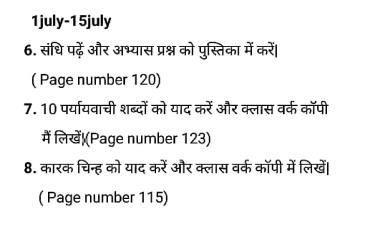 1july-15july
6. संधि पढ़ें और अभ्यास प्रश्न को पुस्तिका में करें|
( Page number 120)
7. 10 पर्यायवाची शब्दों को याद करें और क्लास वर्क कॉपी
मैं लिखें|(Page number 123)
8. कारक चिन्ह को याद करें और क्लास वर्क कॉपी में लिखें|
( Page number 115)